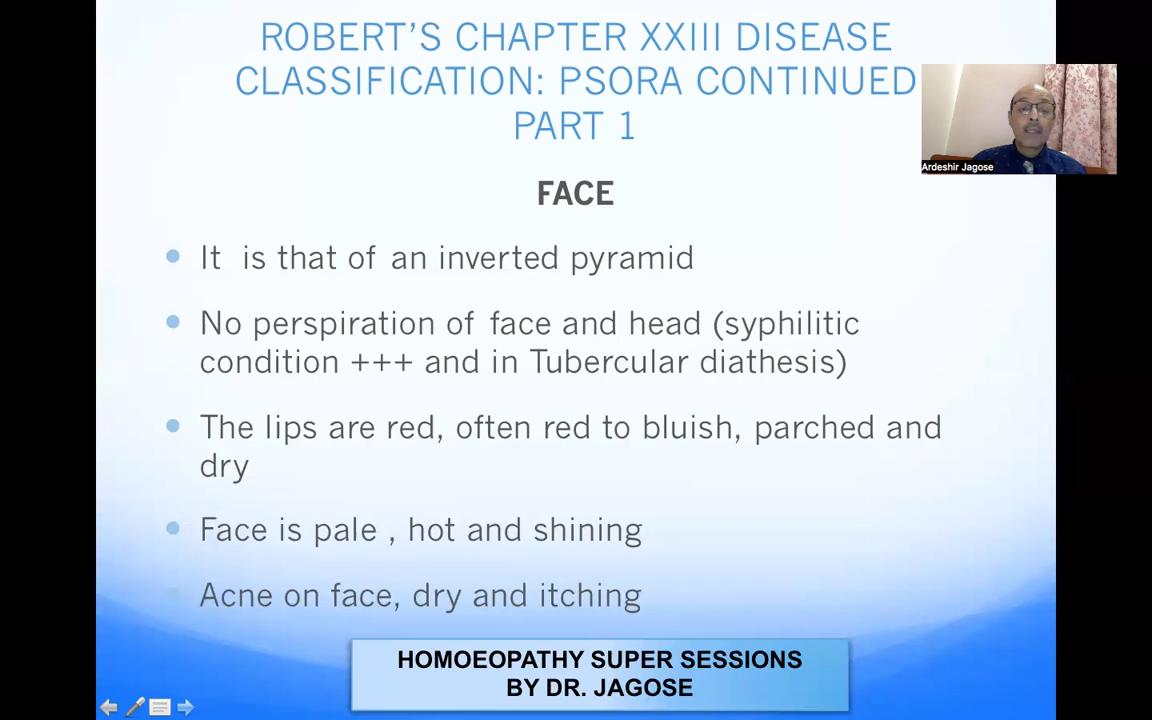 ROBERT'S CHAPTER XXIII DISEASE
CLASSIFICATION: PSORA CONTINUED
PART 1
Ardeshir Jagose
FACE
It is that of an inverted pyramid
No perspiration of face and head (syphilitic
condition +++ and in Tubercular diathesis)
The lips are red, often red to bluish, parched and
dry
Face is pale , hot and shining
Acne on face, dry and itching
HOMOEOPATHY SUPER SESSIONS
BY DR. JAGOSE